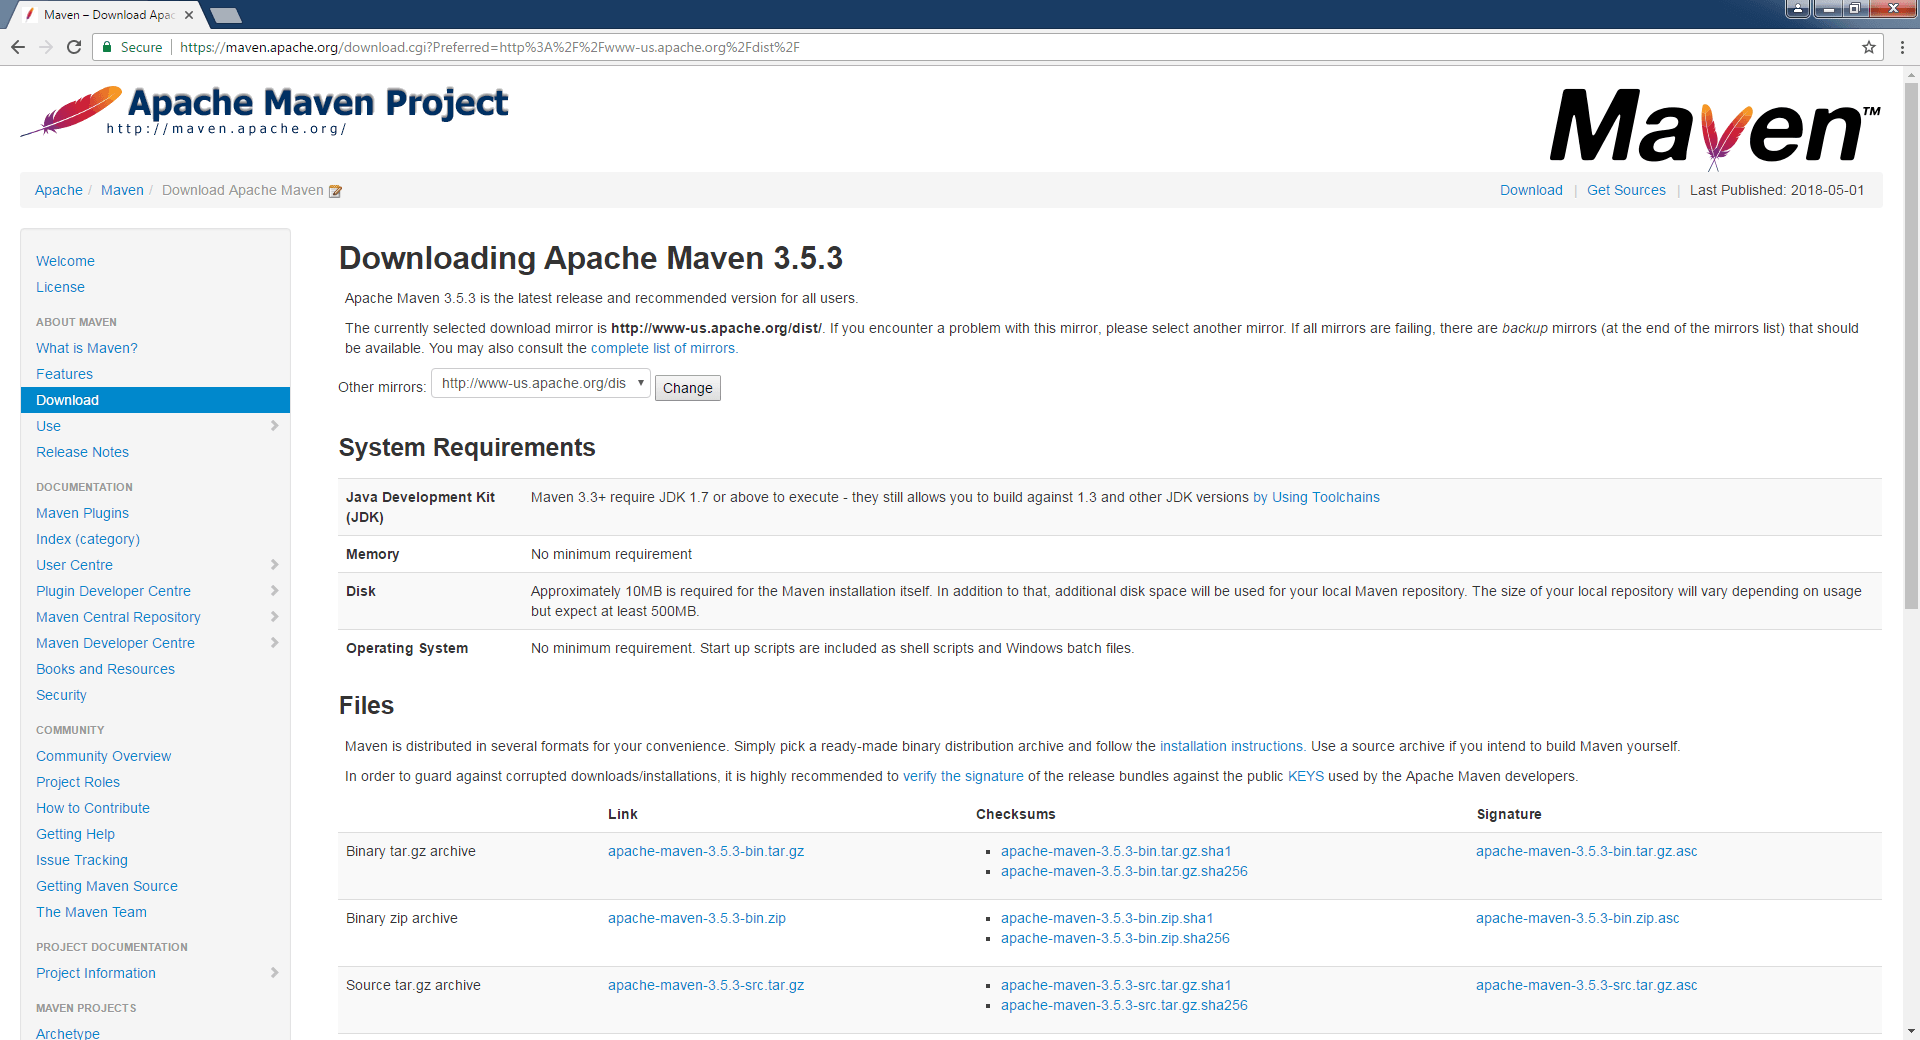 Maven – Download Apac
Secure
https://maven.apache.org/download.cgi?Preferred=http%3A%2F%2Fwww-us.apache.org%2Fdist%2F
Apache Maven Project
http://maven.apache.org/
Maven™
Apache / Maven / Download Apache Maven
Download | Get Sources | Last Published: 2018-05-01
Welcome
License
ABOUT MAVEN
What is Maven?
Features
Download
Use
Release Notes
DOCUMENTATION
Maven Plugins
Index (category)
User Centre
Plugin Developer Centre
Maven Central Repository
Maven Developer Centre
Books and Resources
Security
COMMUNITY
Community Overview
Project Roles
How to Contribute
Getting Help
Issue Tracking
Getting Maven Source
The Maven Team
PROJECT DOCUMENTATION
Project Information
MAVEN PROJECTS
Archetype
Downloading Apache Maven 3.5.3
Apache Maven 3.5.3 is the latest release and recommended version for all users.
The currently selected download mirror is http://www-us.apache.org/dist/. If you encounter a problem with this mirror, please select another mirror. If all mirrors are failing, there are backup mirrors (at the end of the mirrors list) that should
be available. You may also consult the complete list of mirrors.
Other mirrors: http://www-us.apache.org/dis Change
System Requirements
Java Development Kit Maven 3.3+ require JDK 1.7 or above to execute - they still allows you to build against 1.3 and other JDK versions by Using Toolchains
(JDK)
Memory No minimum requirement
Disk Approximately 10MB is required for the Maven installation itself. In addition to that, additional disk space will be used for your local Maven repository. The size of your local repository will vary depending on usage
but expect at least 500MB.
Operating System No minimum requirement. Start up scripts are included as shell scripts and Windows batch files.
Files
Maven is distributed in several formats for your convenience. Simply pick a ready-made binary distribution archive and follow the installation instructions. Use a source archive if you intend to build Maven yourself.
In order to guard against corrupted downloads/installations, it is highly recommended to verify the signature of the release bundles against the public KEYS used by the Apache Maven developers.
Link Checksums Signature
Binary tar.gz archive apache-maven-3.5.3-bin.tar.gz apache-maven-3.5.3-bin.tar.gz.sha1 apache-maven-3.5.3-bin.tar.gz.asc
apache-maven-3.5.3-bin.tar.gz.sha256
Binary zip archive apache-maven-3.5.3-bin.zip apache-maven-3.5.3-bin.zip.sha1 apache-maven-3.5.3-bin.zip.asc
apache-maven-3.5.3-bin.zip.sha256
Source tar.gz archive apache-maven-3.5.3-src.tar.gz apache-maven-3.5.3-src.tar.gz.sha1 apache-maven-3.5.3-src.tar.gz.asc
apache-maven-3.5.3-src.tar.gz.sha256